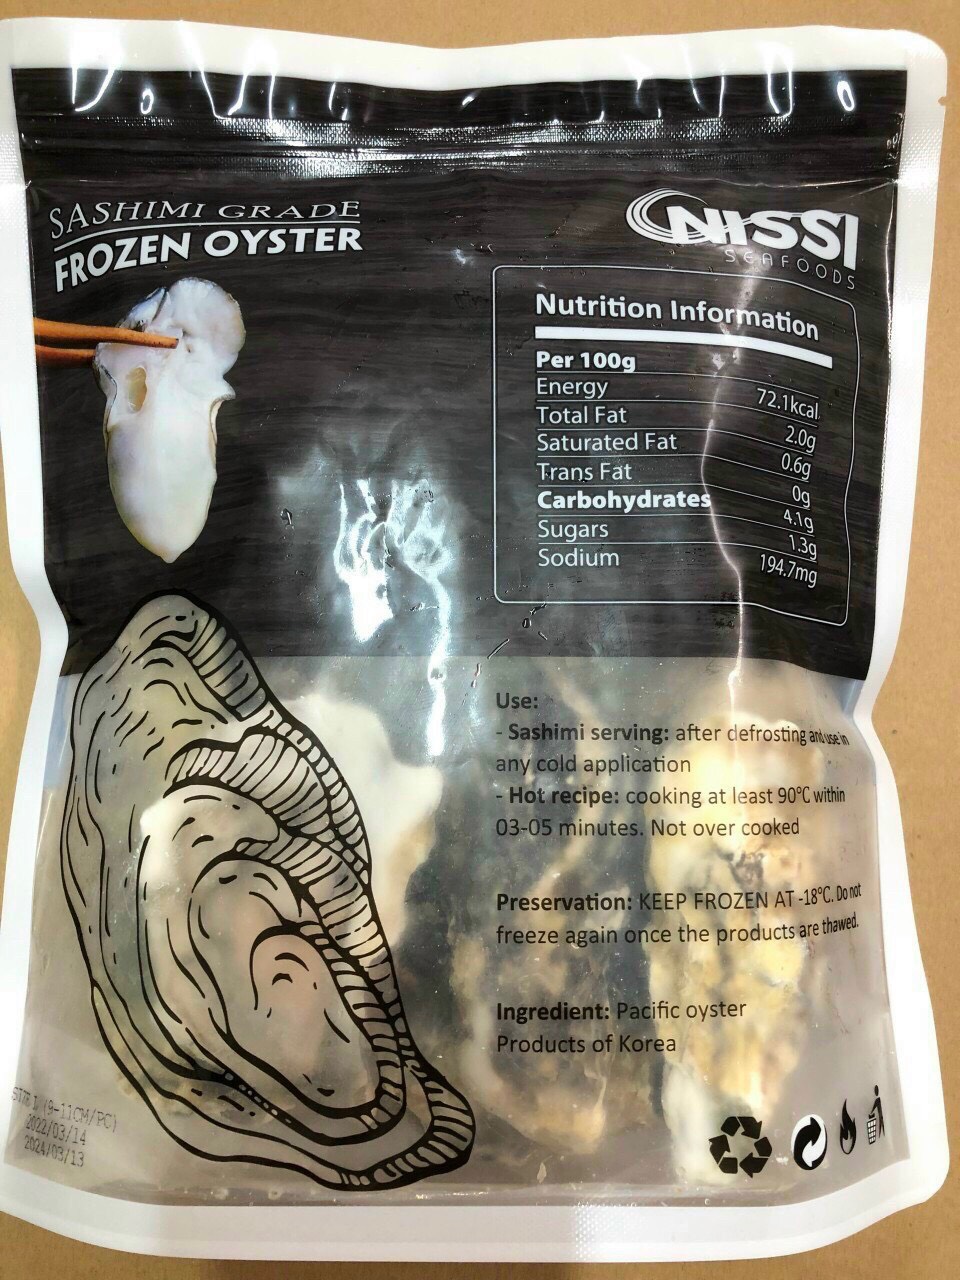 SASHIMI GRADE
FROZEN OYSTER
NISSI
SEAFOODS
Nutrition Information
Per 100g
Energy 72.1kcal
Total Fat 2.0g
Saturated Fat 0.6g
Trans Fat 0g
Carbohydrates 4.1g
Sugars 1.3g
Sodium 194.7mg
Use:
- Sashimi serving: after defrosting and use in
any cold application
- Hot recipe: cooking at least 90°C within
03-05 minutes. Not over cooked
Preservation: KEEP FROZEN AT -18°C. Do not
freeze again once the products are thawed.
Ingredient: Pacific oyster
Products of Korea
SIZE L (9-11CM/PC)
2022/03/14
2024/03/13